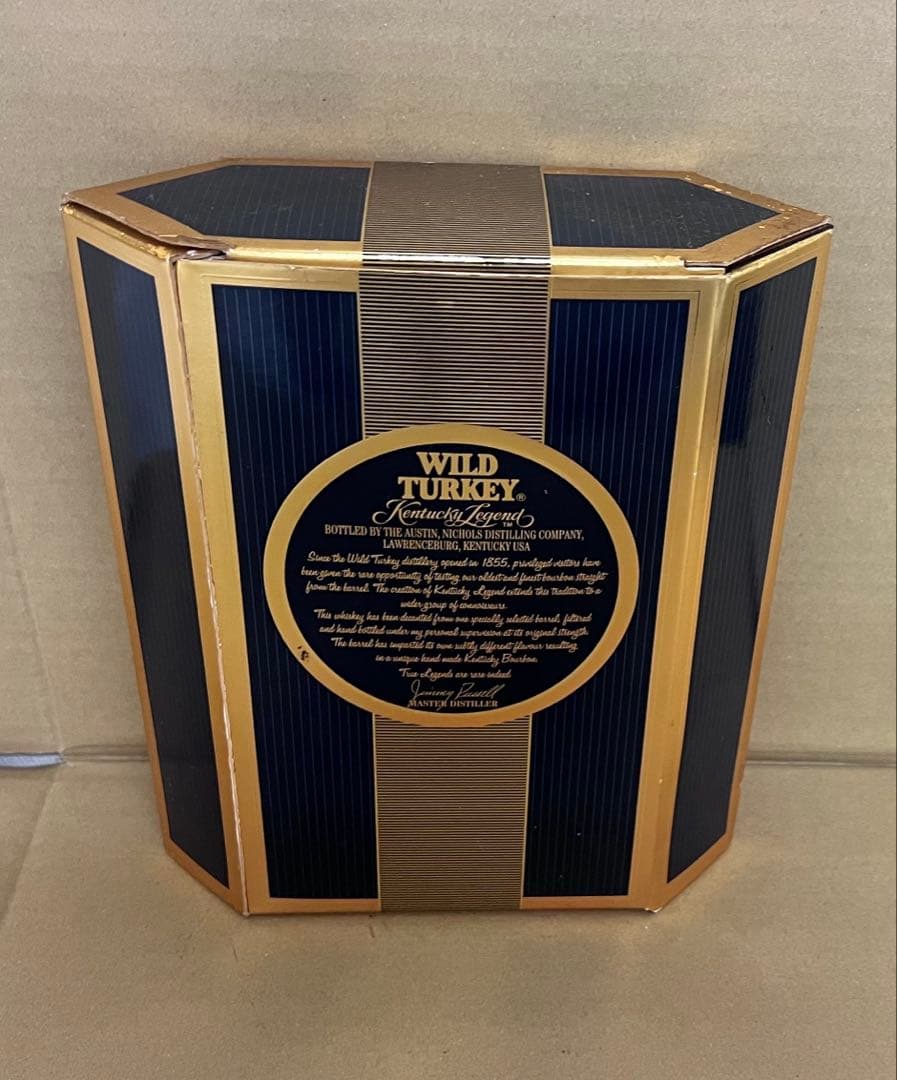 WILD
TURKEY®
Kentucky Legend™
BOTTLED BY THE AUSTIN, NICHOLS DISTILLING COMPANY,
LAWRENCEBURG, KENTUCKY USA
Since the Wild Turkey distillery opened in 1855, privileged visitors have
been given the rare opportunity of tasting our oldest and finest bourbon straight
from the barrel. The creation of Kentucky Legend extends this tradition to a
wider group of connoisseurs.
This whiskey has been decanted from one specially selected barrel, filtered
and hand bottled under my personal supervision at its original strength.
The barrel has imparted its own subtly different flavour resulting
in a unique hand made Kentucky Bourbon.
True Legends are rare indeed
Jimmy Russell
MASTER DISTILLER